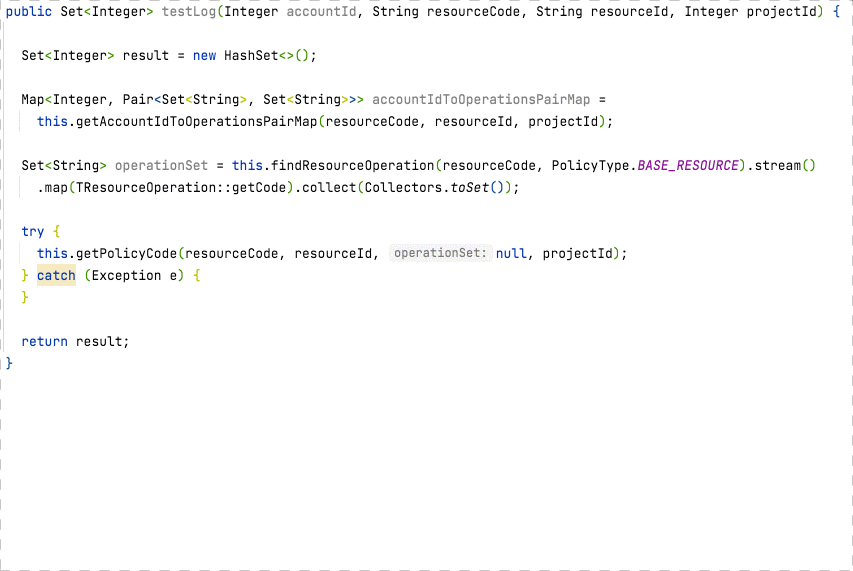 public Set<Integer> testLog(Integer accountId, String resourceCode, String resourceId, Integer projectId) {
Set<Integer> result = new HashSet<>();
Map<Integer, Pair<Set<String>, Set<String>>> accountIdToOperationsPairMap =
this.getAccountIdToOperationsPairMap(resourceCode, resourceId, projectId);
Set<String> operationSet = this.findResourceOperation(resourceCode, PolicyType.BASE_RESOURCE).stream()
.map(TResourceOperation::getCode).collect(Collectors.toSet());
try {
this.getPolicyCode(resourceCode, resourceId, operationSet: null, projectId);
} catch (Exception e) {
}
return result;
}